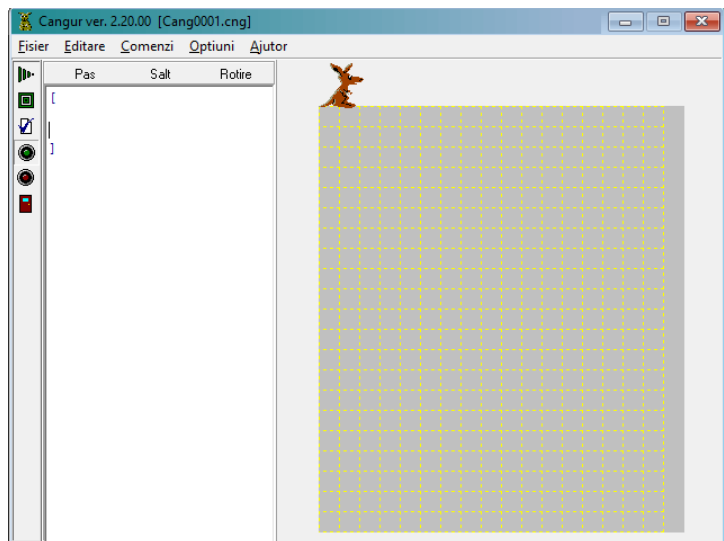 Cangur ver. 2.20.00 [Cang0001.cng]
Fisier Editare Comenzi Optiuni Ajutor
Pas Salt Rotire
[
]